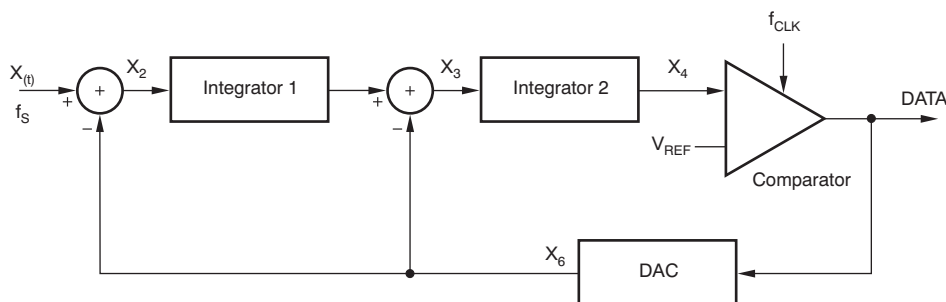 f_CLK
X_(t)
X_2
Integrator 1
X_3
Integrator 2
X_4
DATA
+
+
+
+
f_S
−
−
V_REF
Comparator
X_6
DAC